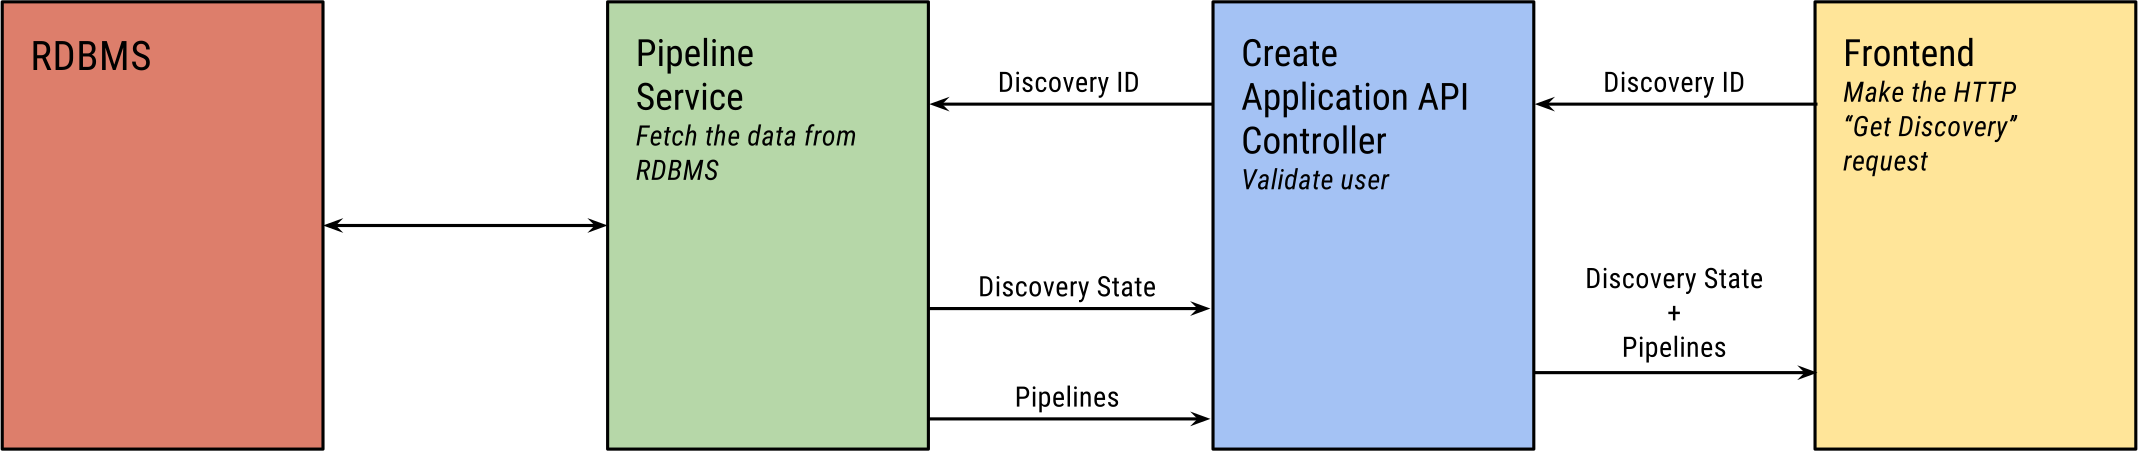 RDBMS
Pipeline
Service
Fetch the data from
RDBMS
Discovery ID
Discovery State
Pipelines
Create
Application API
Controller
Validate user
Discovery ID
Discovery State
+
Pipelines
Frontend
Make the HTTP
“Get Discovery”
request